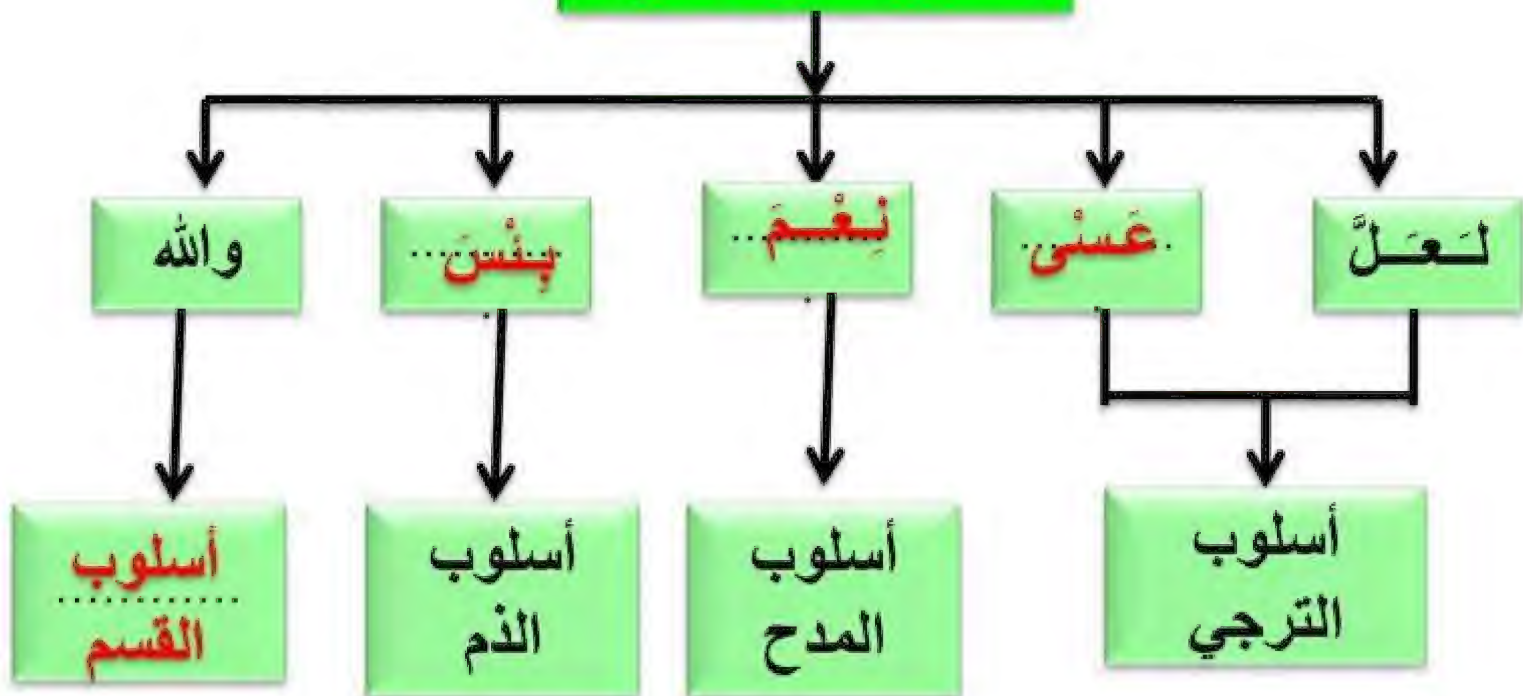 لَعَلَّ
عَسْى
نِعْمَ
بِئْسَ
والله
أسلوب
الترجي
أسلوب
المدح
أسلوب
الذم
أسلوب
القسم